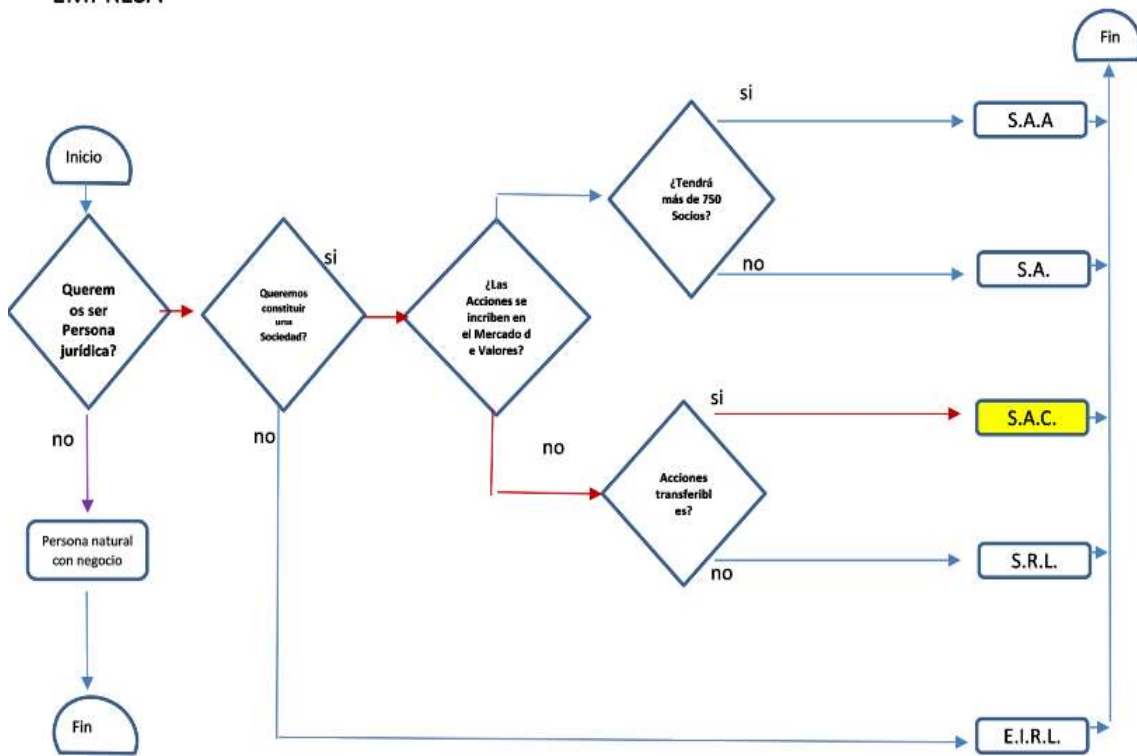 EMPRESA
Fin
si
S.A.A
Inicio
¿Tendrá
más de 750
Socios?
no
S.A.
si
Querem
os ser
Persona
jurídica?
Queremos
constituir
una
Sociedad?
¿Las
Acciones se
incriben en
el Mercado d
e Valores?
si
S.A.C.
no
no
no
Acciones
transferibl
es?
Persona natural
con negocio
no
S.R.L.
Fin
E.I.R.L.